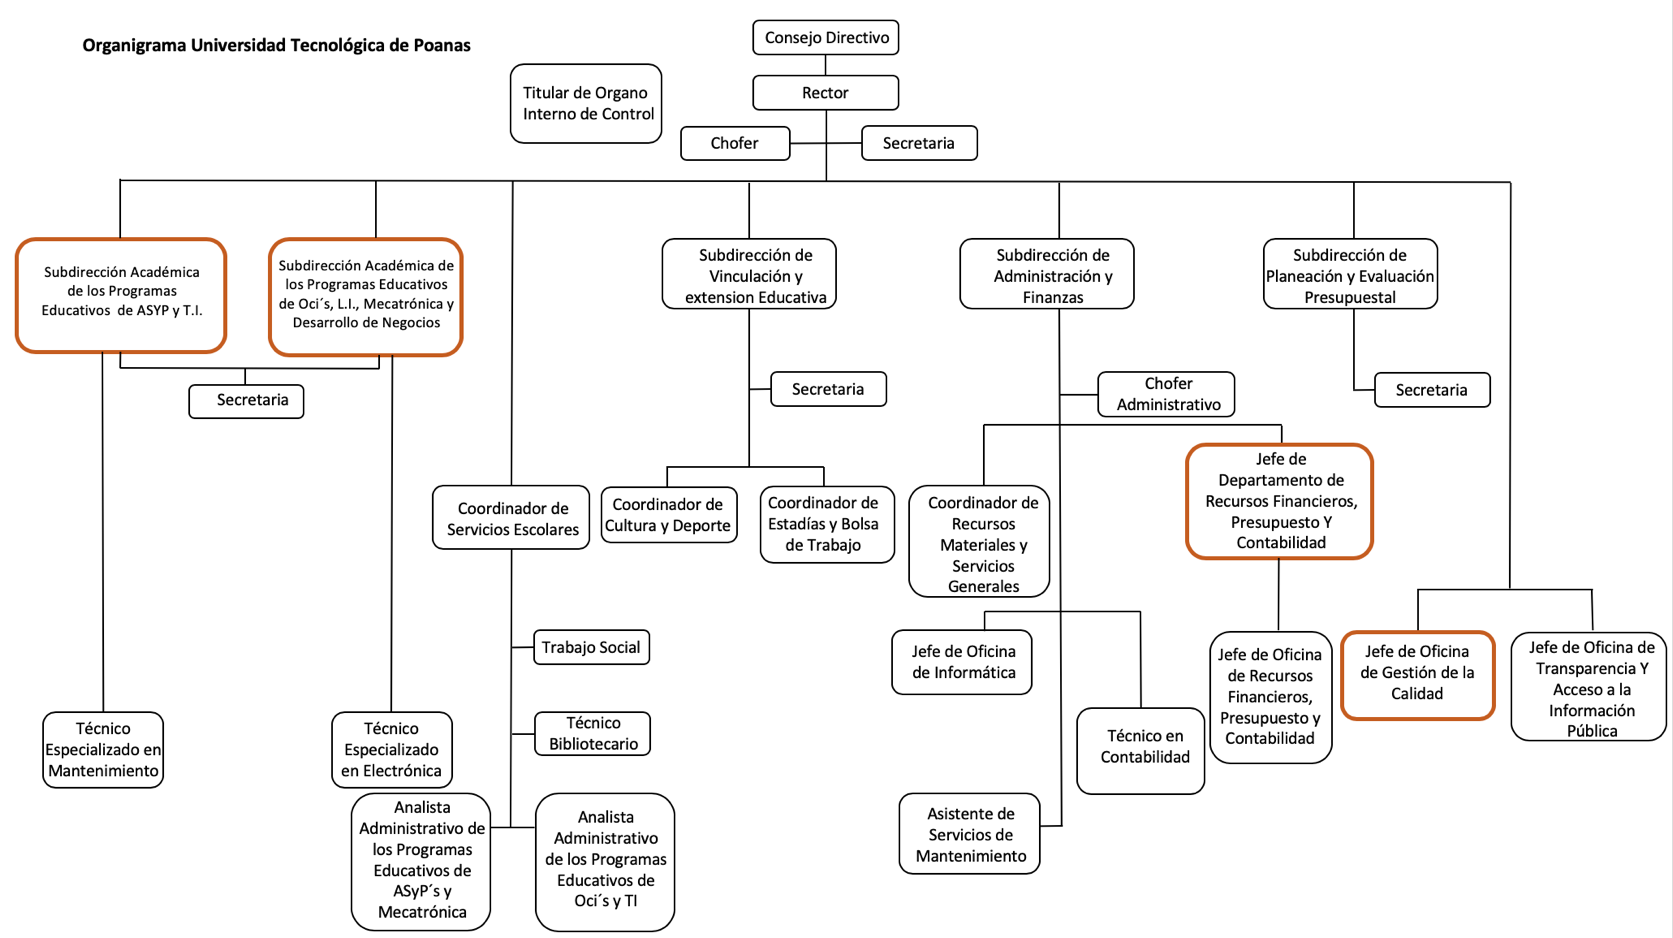 Organigrama Universidad Tecnológica de Poanas
Consejo Directivo
Rector
Titular de Organo
Interno de Control
Chofer
Secretaria
Subdirección Académica
de los Programas
Educativos de ASYP y T.I.
Subdirección Académica de
los Programas Educativos
de Oci´s, L.I., Mecatrónica y
Desarrollo de Negocios
Subdirección de
Vinculación y
extension Educativa
Subdirección de
Administración y
Finanzas
Subdirección de
Planeación y Evaluación
Presupuestal
Secretaria
Secretaria
Chofer
Administrativo
Secretaria
Coordinador de
Servicios Escolares
Coordinador de
Cultura y Deporte
Coordinador de
Estadías y Bolsa
de Trabajo
Coordinador de
Recursos
Materiales y
Servicios
Generales
Jefe de
Departamento de
Recursos Financieros,
Presupuesto Y
Contabilidad
Trabajo Social
Jefe de Oficina
de Informática
Jefe de Oficina
de Recursos
Financieros,
Presupuesto y
Contabilidad
Jefe de Oficina
de Gestión de la
Calidad
Jefe de Oficina de
Transparencia Y
Acceso a la
Información
Pública
Técnico
Especializado en
Mantenimiento
Técnico
Especializado
en Electrónica
Técnico
Bibliotecario
Técnico en
Contabilidad
Analista
Administrativo de
los Programas
Educativos de
ASyP´s y
Mecatrónica
Analista
Administrativo
de los Programas
Educativos de
Oci´s y TI
Asistente de
Servicios de
Mantenimiento